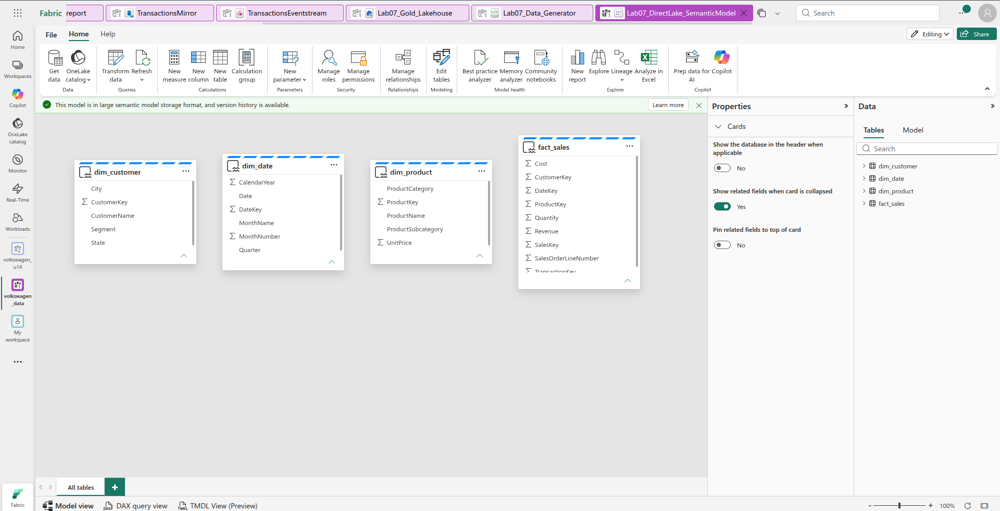 Fabric
report
TransactionsMirror
TransactionsEventstream
Lab07_Gold_Lakehouse
Lab07_Data_Generator
Lab07_DirectLake_SemanticModel
Search
File
Home
Help
Editing
Share
Get data
OneLake catalog
Data
Transform data
Refresh
Queries
New measure
New column
New table
Calculation group
Calculations
New parameter
Parameters
Manage roles
Manage permissions
Security
Manage relationships
Relationships
Edit tables
Modeling
Best practice analyzer
Memory analyzer
Community notebooks
Model health
New report
Explore
Lineage
Analyze in Excel
Explore
Prep data for AI
Copilot
Copilot
This model is in large semantic model storage format, and version history is available.
Learn more
Home
Workspaces
Copilot
OneLake catalog
Monitor
Real-Time
Workloads
volkswagen_u14
volkswagen_data
My workspace
Fabric
dim_customer
City
CustomerKey
CustomerName
Segment
State
dim_date
CalendarYear
Date
DateKey
MonthName
MonthNumber
Quarter
dim_product
ProductCategory
ProductKey
ProductName
ProductSubcategory
UnitPrice
fact_sales
Cost
CustomerKey
DateKey
ProductKey
Quantity
Revenue
SalesKey
SalesOrderLineNumber
TransactionKey
Properties
Cards
Show the database in the header when applicable
No
Show related fields when card is collapsed
Yes
Pin related fields to top of card
No
Data
Tables
Model
Search
dim_customer
dim_date
dim_product
fact_sales
All tables
Model view
DAX query view
TMDL View (Preview)
- + 100%